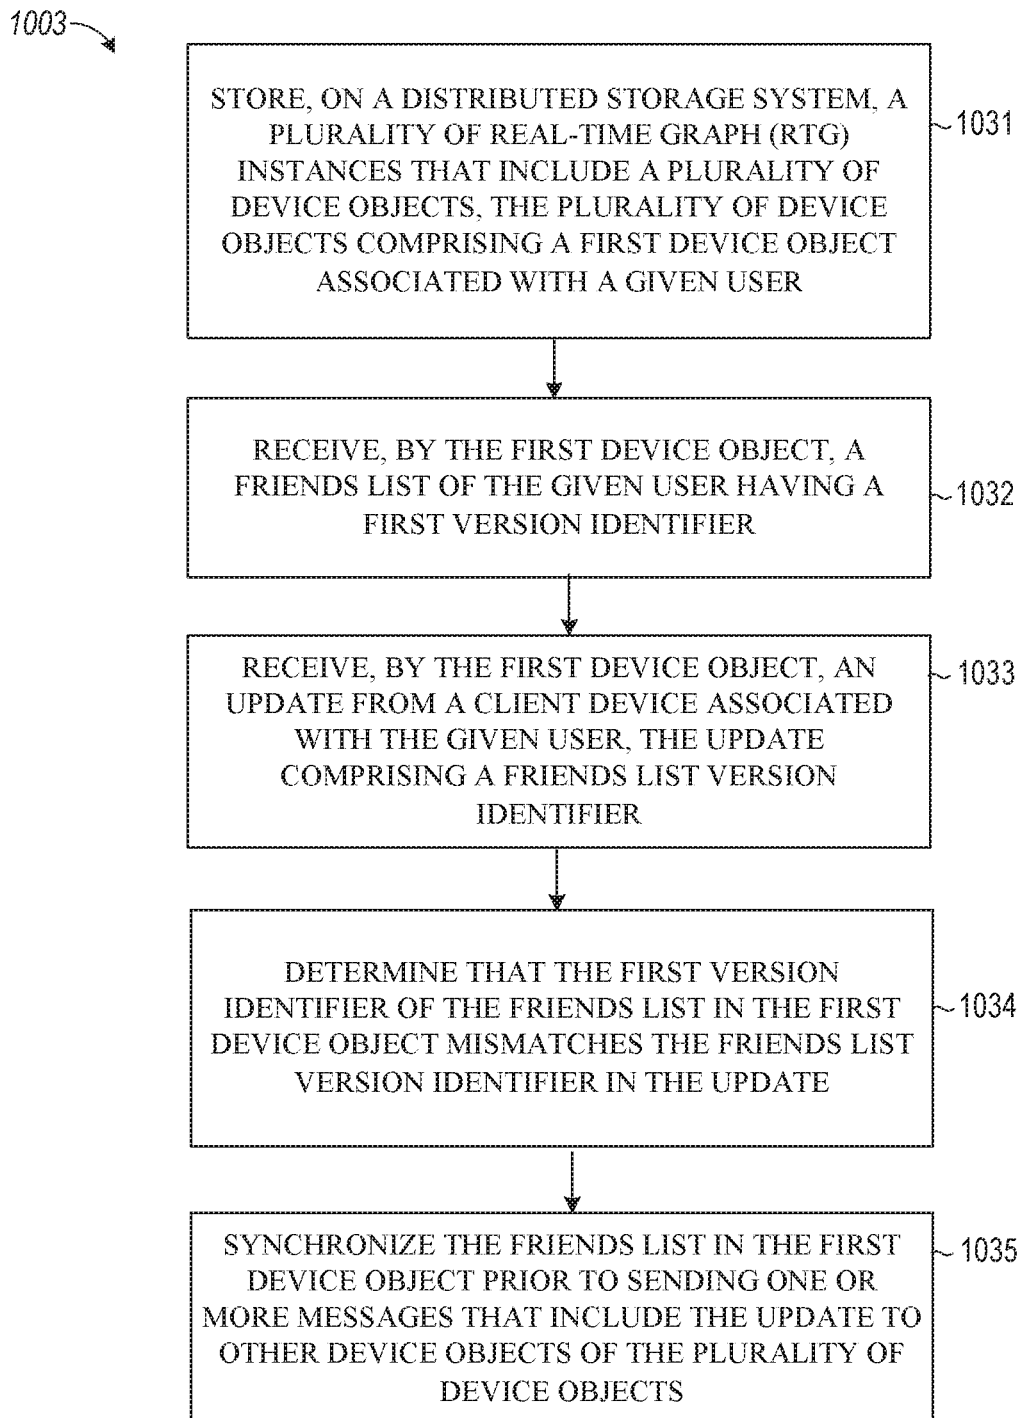 1003
STORE, ON A DISTRIBUTED STORAGE SYSTEM, A
PLURALITY OF REAL-TIME GRAPH (RTG)
INSTANCES THAT INCLUDE A PLURALITY OF
DEVICE OBJECTS, THE PLURALITY OF DEVICE
OBJECTS COMPRISING A FIRST DEVICE OBJECT
ASSOCIATED WITH A GIVEN USER
1031
RECEIVE, BY THE FIRST DEVICE OBJECT, A
FRIENDS LIST OF THE GIVEN USER HAVING A
FIRST VERSION IDENTIFIER
1032
RECEIVE, BY THE FIRST DEVICE OBJECT, AN
UPDATE FROM A CLIENT DEVICE ASSOCIATED
WITH THE GIVEN USER, THE UPDATE
COMPRISING A FRIENDS LIST VERSION
IDENTIFIER
1033
DETERMINE THAT THE FIRST VERSION
IDENTIFIER OF THE FRIENDS LIST IN THE FIRST
DEVICE OBJECT MISMATCHES THE FRIENDS LIST
VERSION IDENTIFIER IN THE UPDATE
1034
SYNCHRONIZE THE FRIENDS LIST IN THE FIRST
DEVICE OBJECT PRIOR TO SENDING ONE OR
MORE MESSAGES THAT INCLUDE THE UPDATE TO
OTHER DEVICE OBJECTS OF THE PLURALITY OF
DEVICE OBJECTS
1035